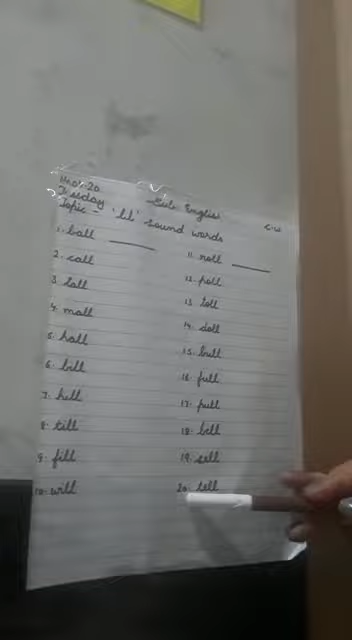 Tuesday Sub- English
Topic - 'll' sound words C.W
1. ball
2. call
3. tall
4. mall
5. hall
6. bill
7. hill
8. till
9. fill
10. will
11. roll
12. poll
13. toll
14. doll
15. bull
16. full
17. pull
18. bell
19. sell
20. tell